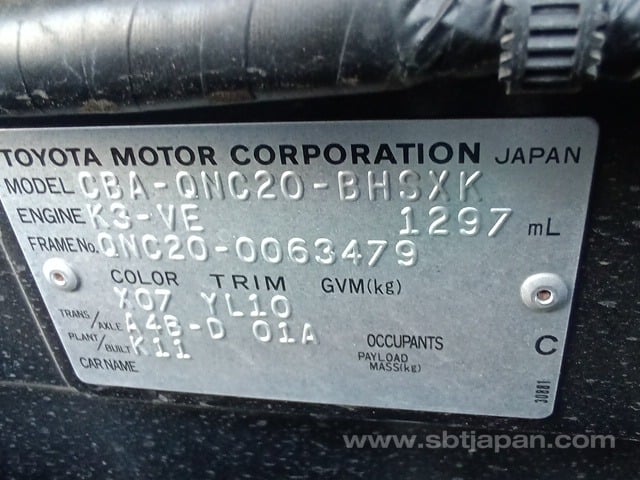 TOYOTA MOTOR CORPORATION JAPAN
MODEL CBA-QNC20-BHSXK
ENGINE K3-VE 1297 mL
FRAME No. QNC20-0063479
COLOR TRIM GVM(kg)
X07 YL10
TRANS/AXLE A4B-D 01A
PLANT/BUILT K11 OCCUPANTS C
CAR NAME PAYLOAD MASS(kg)
30881
www.sbtjapan.com